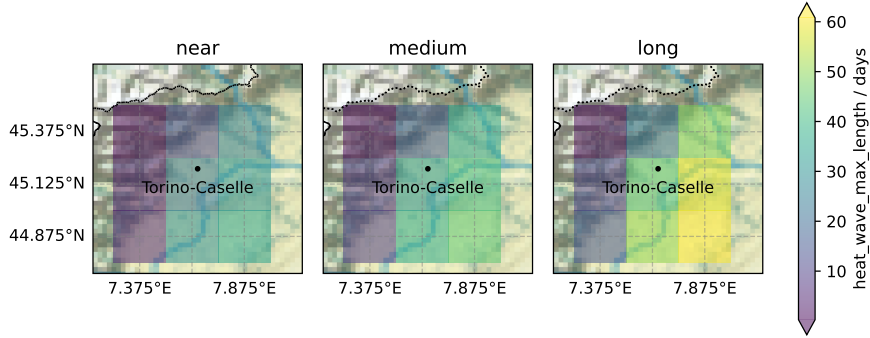 near
medium
long
45.375°N
45.125°N
44.875°N
Torino-Caselle
Torino-Caselle
Torino-Caselle
7.375°E
7.875°E
7.375°E
7.875°E
7.375°E
7.875°E
60
50
40
30
20
10
heat_wave_max_length / days